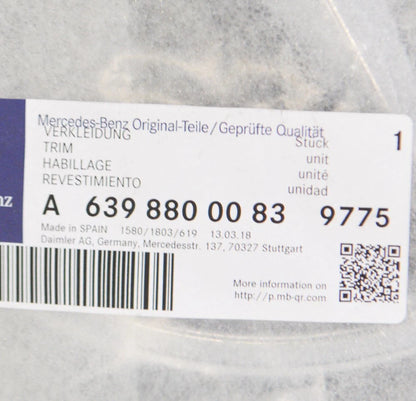 Mercedes-Benz Original-Teile/Geprüfte Qualität
VERKLEIDUNG Stück 1
TRIM unit
HABILLAGE unité
REVESTIMIENTO unidad
nz
A 639 880 00 83 9775
Made in SPAIN 1580/1803/619 13.03.18
Daimler AG, Germany, Mercedesstr. 137, 70327 Stuttgart
More information on
http://p.mb-qr.com